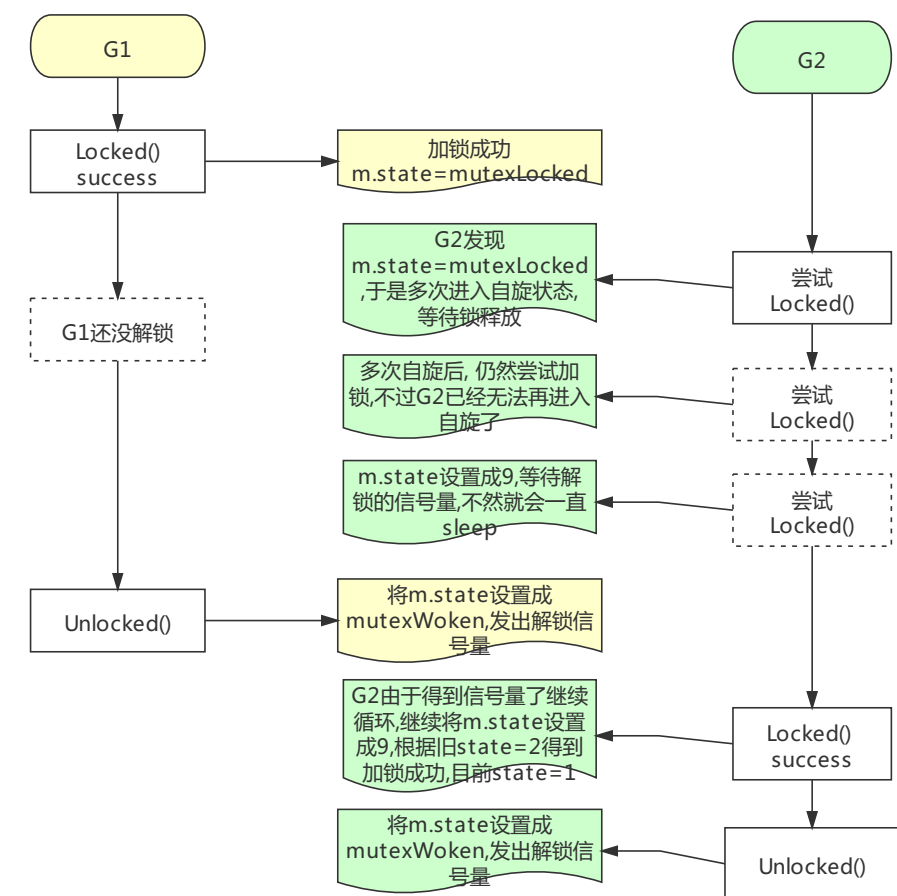 G1
G2
Locked()
success
加锁成功
m.state=mutexLocked
G2发现
m.state=mutexLocked
,于是多次进入自旋状态,
等待锁释放
尝试
Locked()
G1还没解锁
多次自旋后, 仍然尝试加
锁,不过G2已经无法再进入
自旋了
尝试
Locked()
m.state设置成9,等待解
锁的信号量,不然就会一直
sleep
尝试
Locked()
Unlocked()
将m.state设置成
mutexWoken,发出解锁信
号量
G2由于得到信号量了继续
循环,继续将m.state设置
成9,根据旧state=2得到
加锁成功,目前state=1
Locked()
success
将m.state设置成
mutexWoken,发出解锁信
号量
Unlocked()